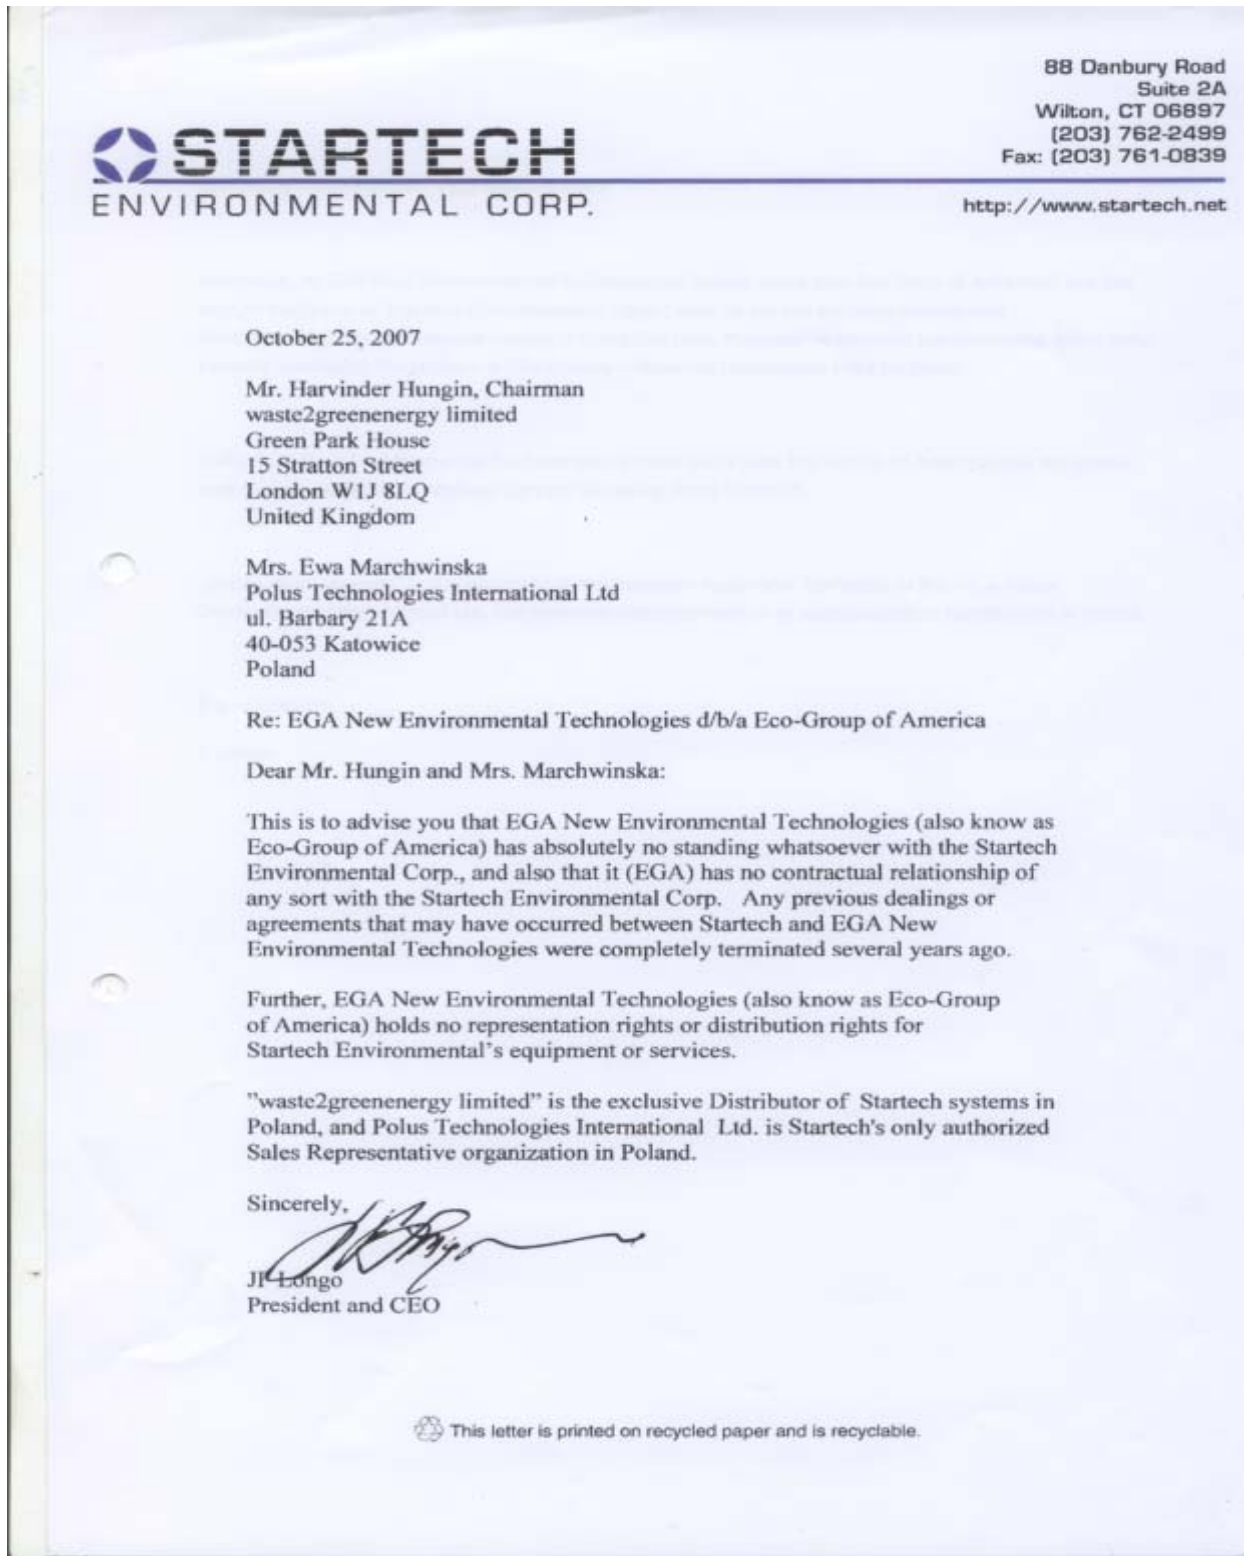 88 Danbury Road
Suite 2A
Wilton, CT 06897
(203) 762-2499
Fax: (203) 761-0839
STARTECH
ENVIRONMENTAL CORP.
http://www.startech.net
October 25, 2007
Mr. Harvinder Hungin, Chairman
waste2greenenergy limited
Green Park House
15 Stratton Street
London W1J 8LQ
United Kingdom
Mrs. Ewa Marchwinska
Polus Technologies International Ltd
ul. Barbary 21A
40-053 Katowice
Poland
Re: EGA New Environmental Technologies d/b/a Eco-Group of America
Dear Mr. Hungin and Mrs. Marchwinska:
This is to advise you that EGA New Environmental Technologies (also know as
Eco-Group of America) has absolutely no standing whatsoever with the Startech
Environmental Corp., and also that it (EGA) has no contractual relationship of
any sort with the Startech Environmental Corp.   Any previous dealings or
agreements that may have occurred between Startech and EGA New
Environmental Technologies were completely terminated several years ago.
Further, EGA New Environmental Technologies (also know as Eco-Group
of America) holds no representation rights or distribution rights for
Startech Environmental's equipment or services.
"waste2greenenergy limited" is the exclusive Distributor of  Startech systems in
Poland, and Polus Technologies International  Ltd. is Startech's only authorized
Sales Representative organization in Poland.
Sincerely,
JP Longo
President and CEO
This letter is printed on recycled paper and is recyclable.